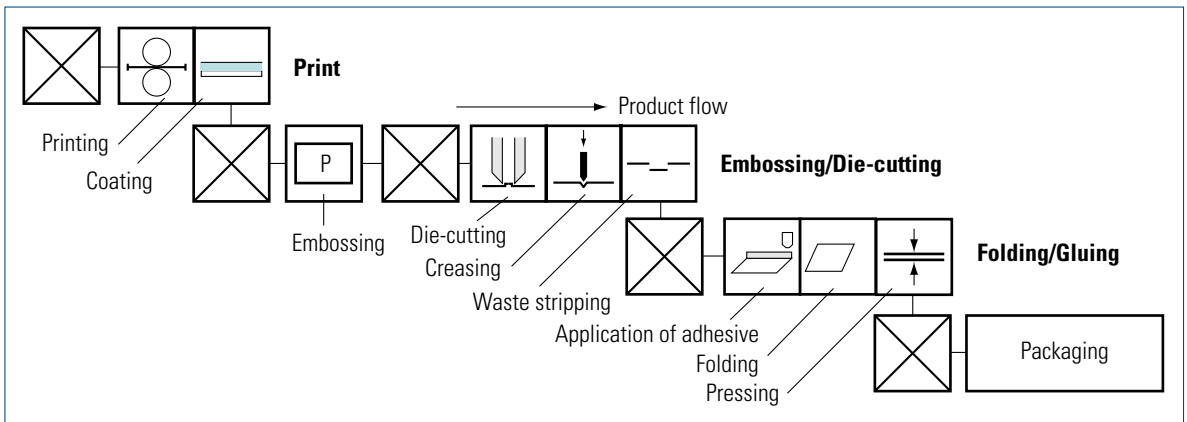 Print
Product flow
Printing
Coating
P
Embossing/Die-cutting
Embossing
Die-cutting
Creasing
Waste stripping
Folding/Gluing
Application of adhesive
Folding
Pressing
Packaging